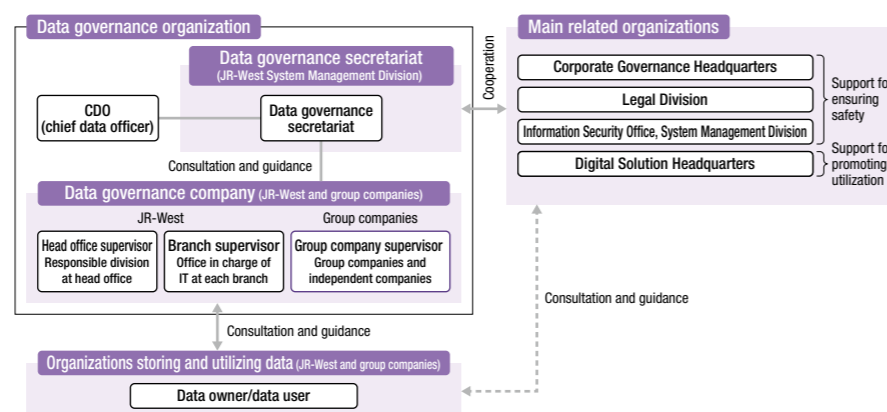 Data governance organization
Data governance secretariat
(JR-West System Management Division)
CDO
(chief data officer)
Data governance
secretariat
Consultation and guidance
Data governance company (JR-West and group companies)
JR-West
Group companies
Head office supervisor
Responsible division
at head office
Branch supervisor
Office in charge of
IT at each branch
Group company supervisor
Group companies and
independent companies
Consultation and guidance
Organizations storing and utilizing data (JR-West and group companies)
Data owner/data user
Cooperation
Main related organizations
Corporate Governance Headquarters
Legal Division
Information Security Office, System Management Division
Digital Solution Headquarters
Support fo
ensuring
safety
Support fo
promoting
utilization
Consultation and guidance